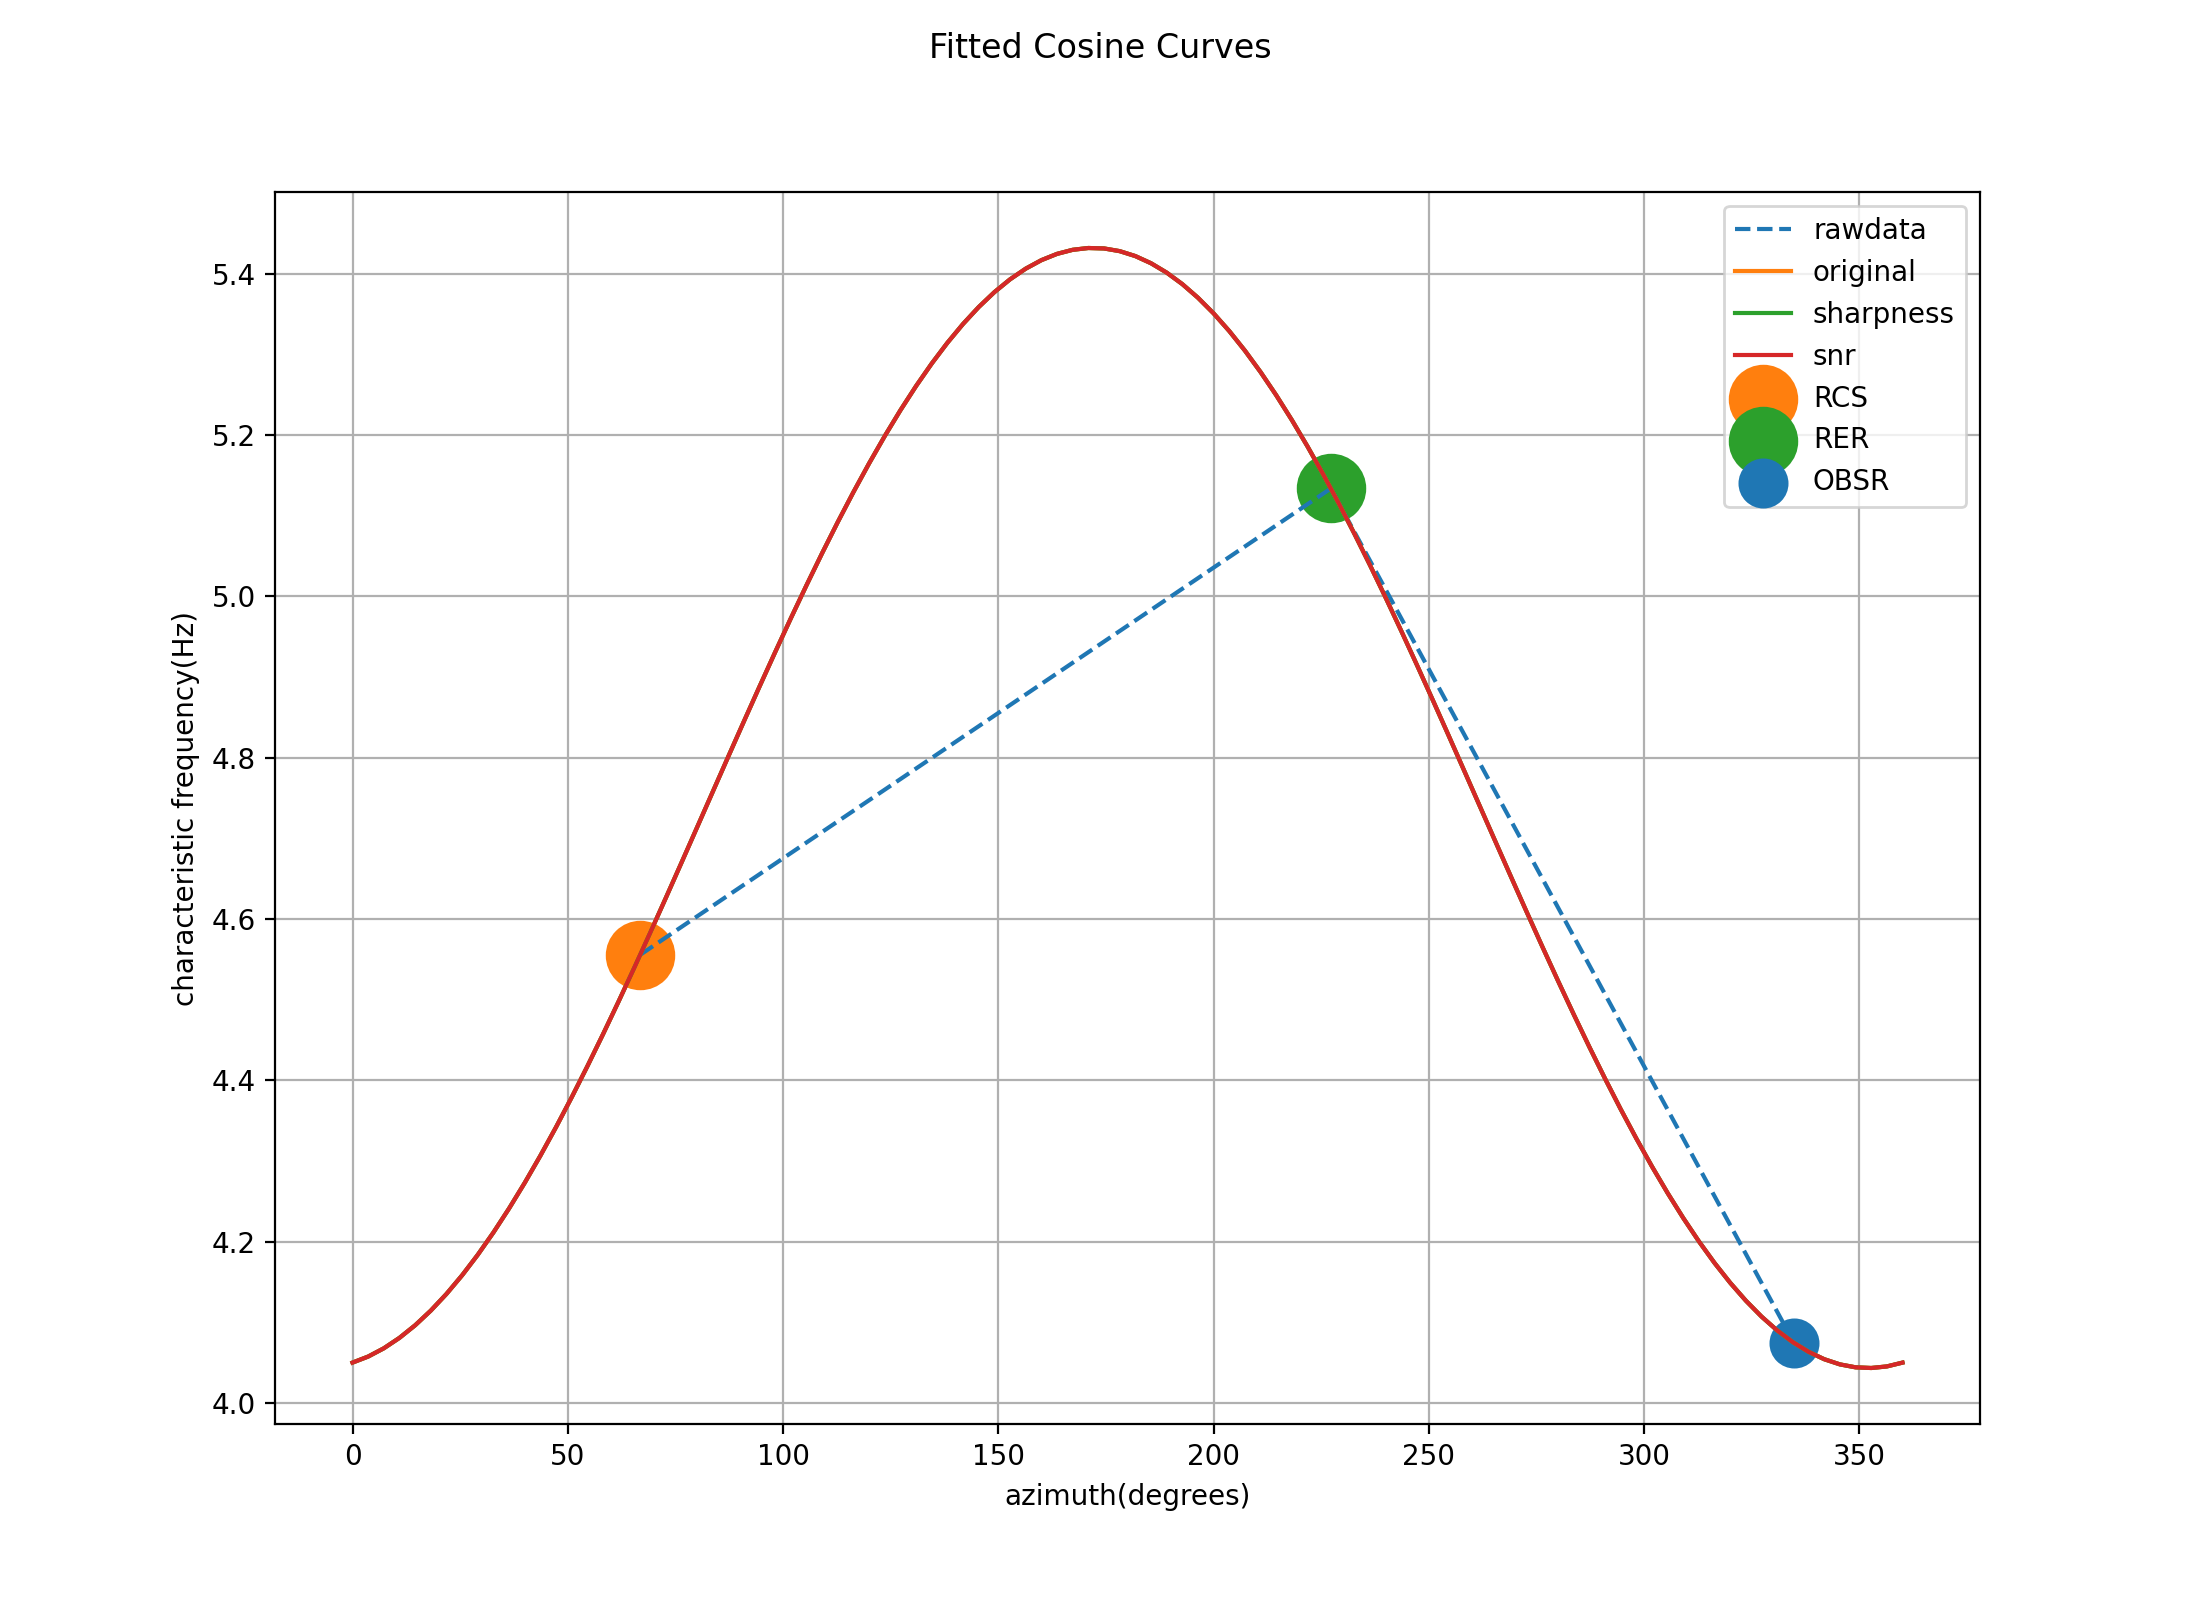 Fitted Cosine Curves
rawdata
original
sharpness
snr
RCS
RER
OBSR
characteristic frequency(Hz)
5.4
5.2
5.0
4.8
4.6
4.4
4.2
4.0
0 50 100 150 200 250 300 350
azimuth(degrees)